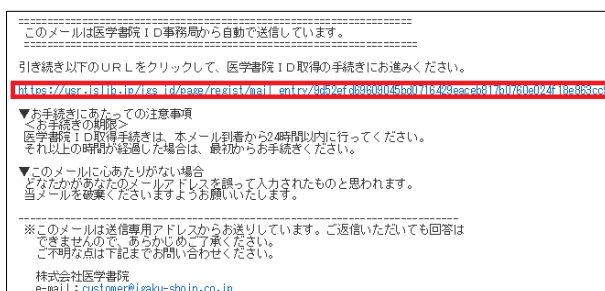 ================================================================
このメールは医学書院ＩＤ事務局から自動で送信しています。
================================================================
引き続き以下のＵＲＬをクリックして、医学書院ＩＤ取得の手続きにお進みください。
https://usr.islib.jp/igs_id/page/regist/mail_entry/9d52efd69609045bd0716429eaceb817b0760e024f18e863cc5
▼お手続きにあたっての注意事項
＜お手続きの期限＞
医学書院ＩＤ取得手続きは、本メール到着から24時間以内に行ってください。
それ以上の時間が経過した場合は、最初からお手続きください。
▼このメールに心あたりがない場合
どなたかがあなたのメールアドレスを誤って入力されたものと思われます。
当メールを破棄くださいますようお願いいたします。
----------------------------------------------------------------------
※このメールは送信専用アドレスからお送りしています。ご返信いただいても回答は
できませんので、あらかじめご了承ください。
ご不明な点は下記までお問い合わせください。
株式会社医学書院
e-mail：customer@igaku-shoin.co.jp